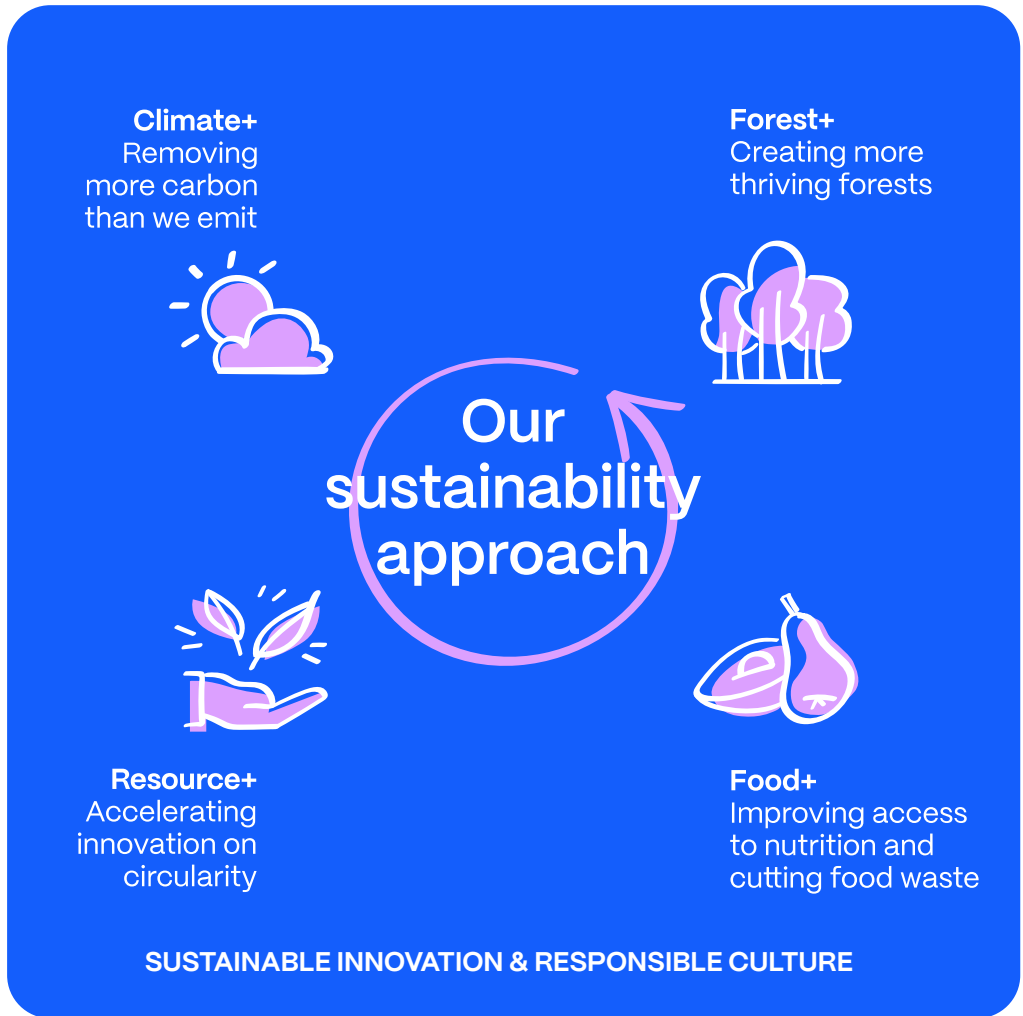 Climate+
Removing
more carbon
than we emit
Forest+
Creating more
thriving forests
Our
sustainability
approach
Resource+
Accelerating
innovation on
circularity
Food+
Improving access
to nutrition and
cutting food waste
SUSTAINABLE INNOVATION & RESPONSIBLE CULTURE